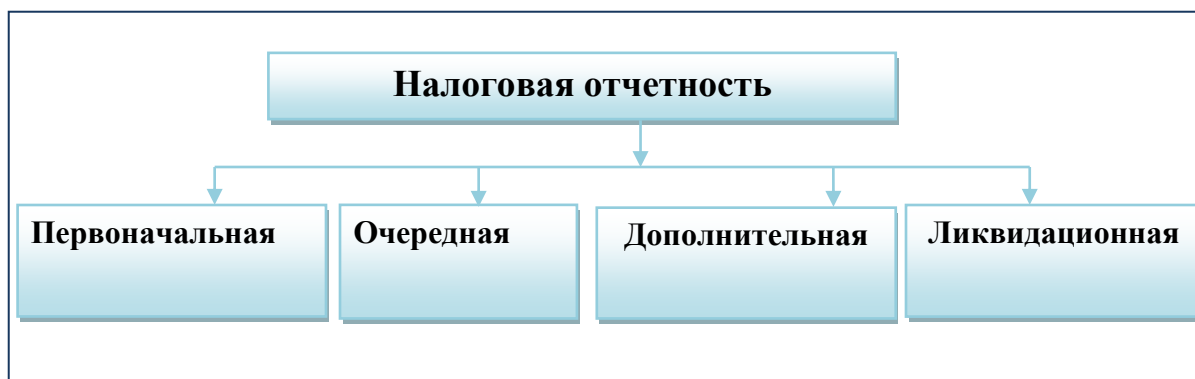 Налоговая отчетность
Первоначальная
Очередная
Дополнительная
Ликвидационная